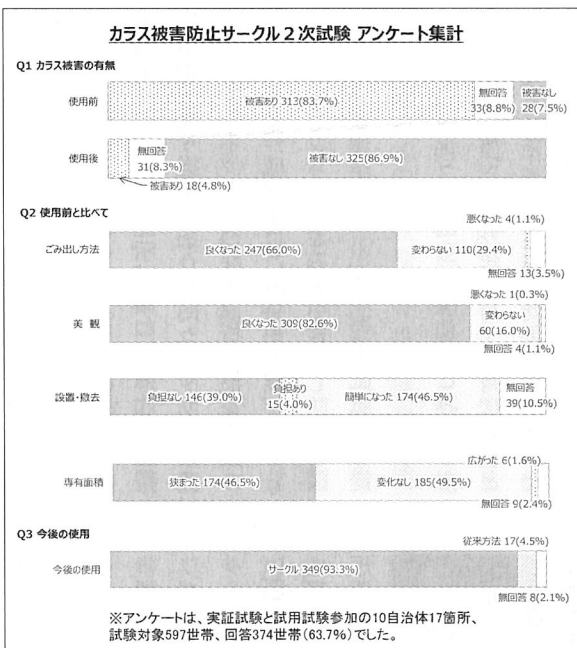 カラス被害防止サークル2次試験 アンケート集計
Q1 カラス被害の有無
使用前
被害あり 313(83.7%)
無回答
33(8.8%)
被害なし
28(7.5%)
使用後
無回答
31(8.3%)
被害なし 325(86.9%)
被害あり 18(4.8%)
Q2 使用前と比べて
悪くなった 4(1.1%)
ごみ出し方法
良くなった 247(66.0%)
変わらない 110(29.4%)
無回答 13(3.5%)
悪くなった 1(0.3%)
美 観
良くなった 309(82.6%)
変わらない
60(16.0%)
無回答 4(1.1%)
設置・撤去
負担なし 146(39.0%)
負担あり
15(4.0%)
簡単になった 174(46.5%)
無回答
39(10.5%)
広がった 6(1.6%)
専有面積
狭まった 174(46.5%)
変化なし 185(49.5%)
無回答 9(2.4%)
Q3 今後の使用
従来方法 17(4.5%)
今後の使用
サークル 349(93.3%)
無回答 8(2.1%)
※アンケートは、実証試験と試用試験参加の10自治体17箇所、
試験対象597世帯、回答374世帯(63.7%)でした。